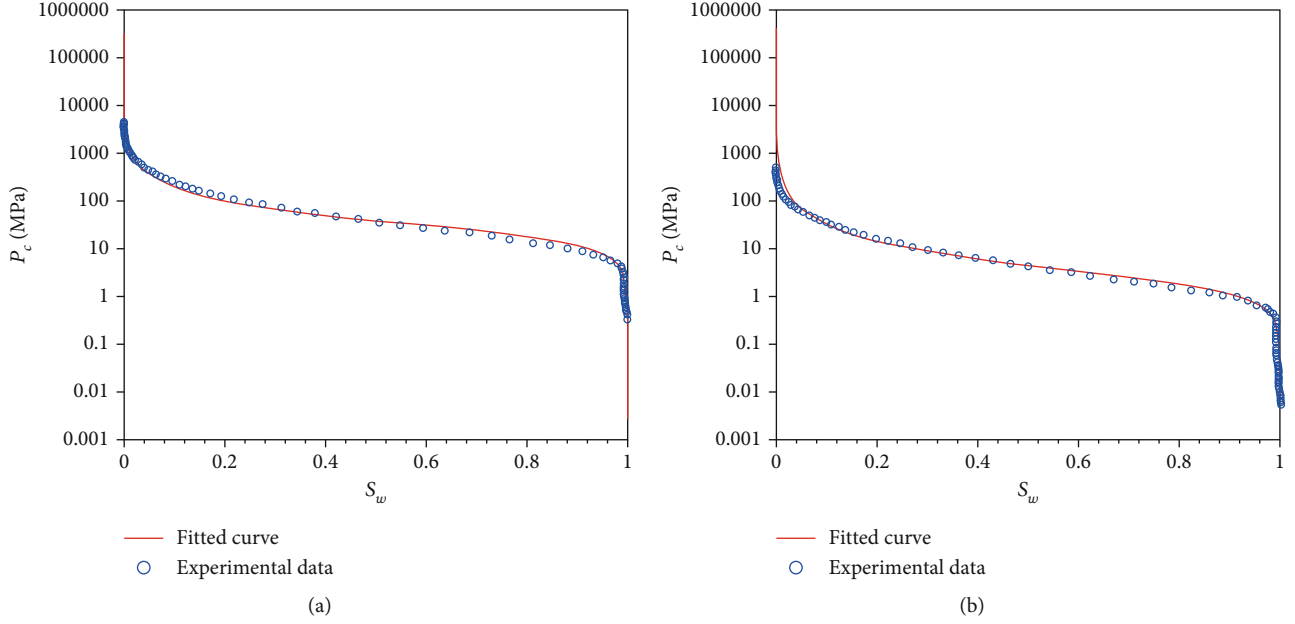 1000000
100000
10000
1000
100
10
1
0.1
0.01
0.001
P_c (MPa)
0 0.2 0.4 0.6 0.8 1
S_w
Fitted curve
Experimental data
(a)
1000000
100000
10000
1000
100
10
1
0.1
0.01
0.001
P_c (MPa)
0 0.2 0.4 0.6 0.8 1
S_w
Fitted curve
Experimental data
(b)